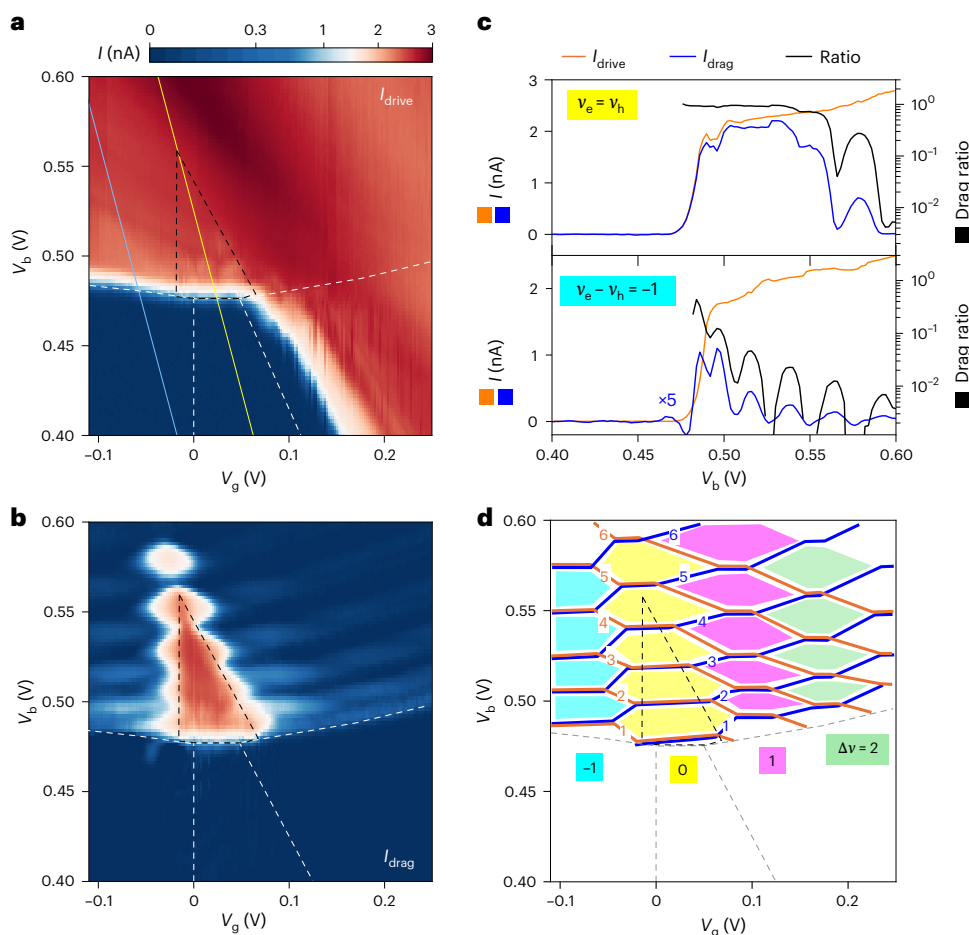 a
I (nA)
0 0.3 1 2 3
I_drive
V_b (V)
0.60
0.55
0.50
0.45
0.40
−0.1 0 0.1 0.2
V_g (V)
b
I_drag
V_b (V)
0.60
0.55
0.50
0.45
0.40
−0.1 0 0.1 0.2
V_g (V)
c
I_drive I_drag Ratio
ν_e = ν_h
I (nA)
3
2
1
0
10⁰
10⁻¹
10⁻²
Drag ratio
ν_e − ν_h = −1
×5
I (nA)
2
1
0
10⁰
10⁻¹
10⁻²
Drag ratio
0.40 0.45 0.50 0.55 0.60
V_b (V)
d
V_b (V)
0.60
0.55
0.50
0.45
0.40
6 6
5 5
4 4
3 3
2 2
1 1
−1 0 1 Δν = 2
−0.1 0 0.1 0.2
V_g (V)